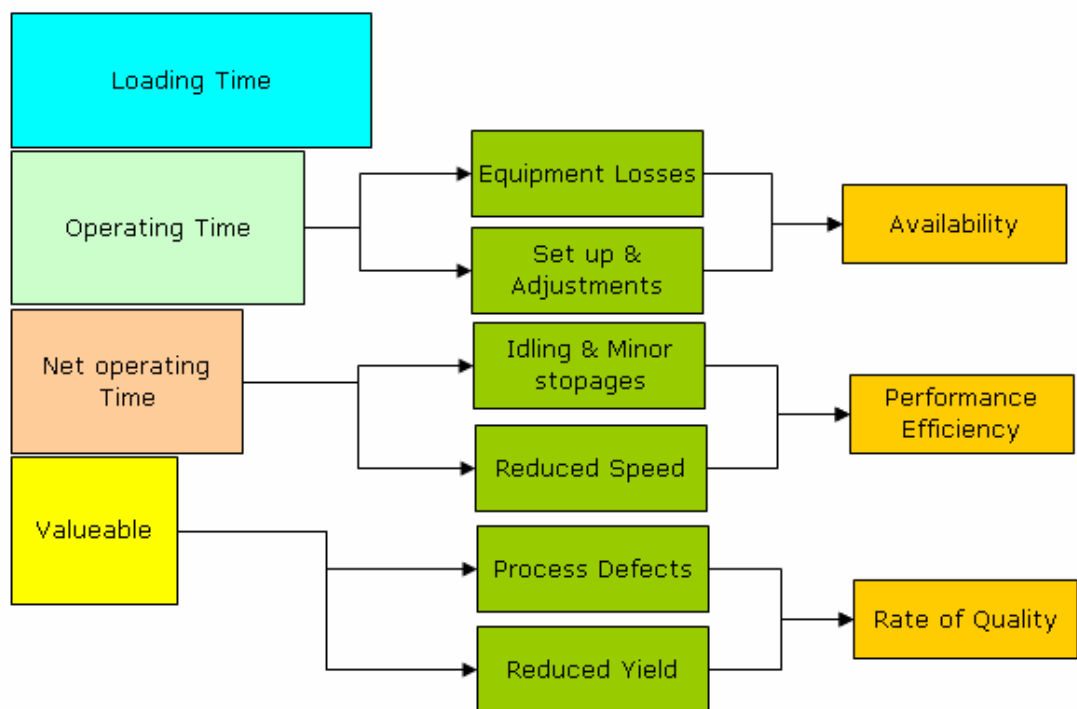 Loading Time
Operating Time
Equipment Losses
Set up &
Adjustments
Availability
Net operating
Time
Idling & Minor
stopages
Reduced Speed
Performance
Efficiency
Valueable
Process Defects
Reduced Yield
Rate of Quality